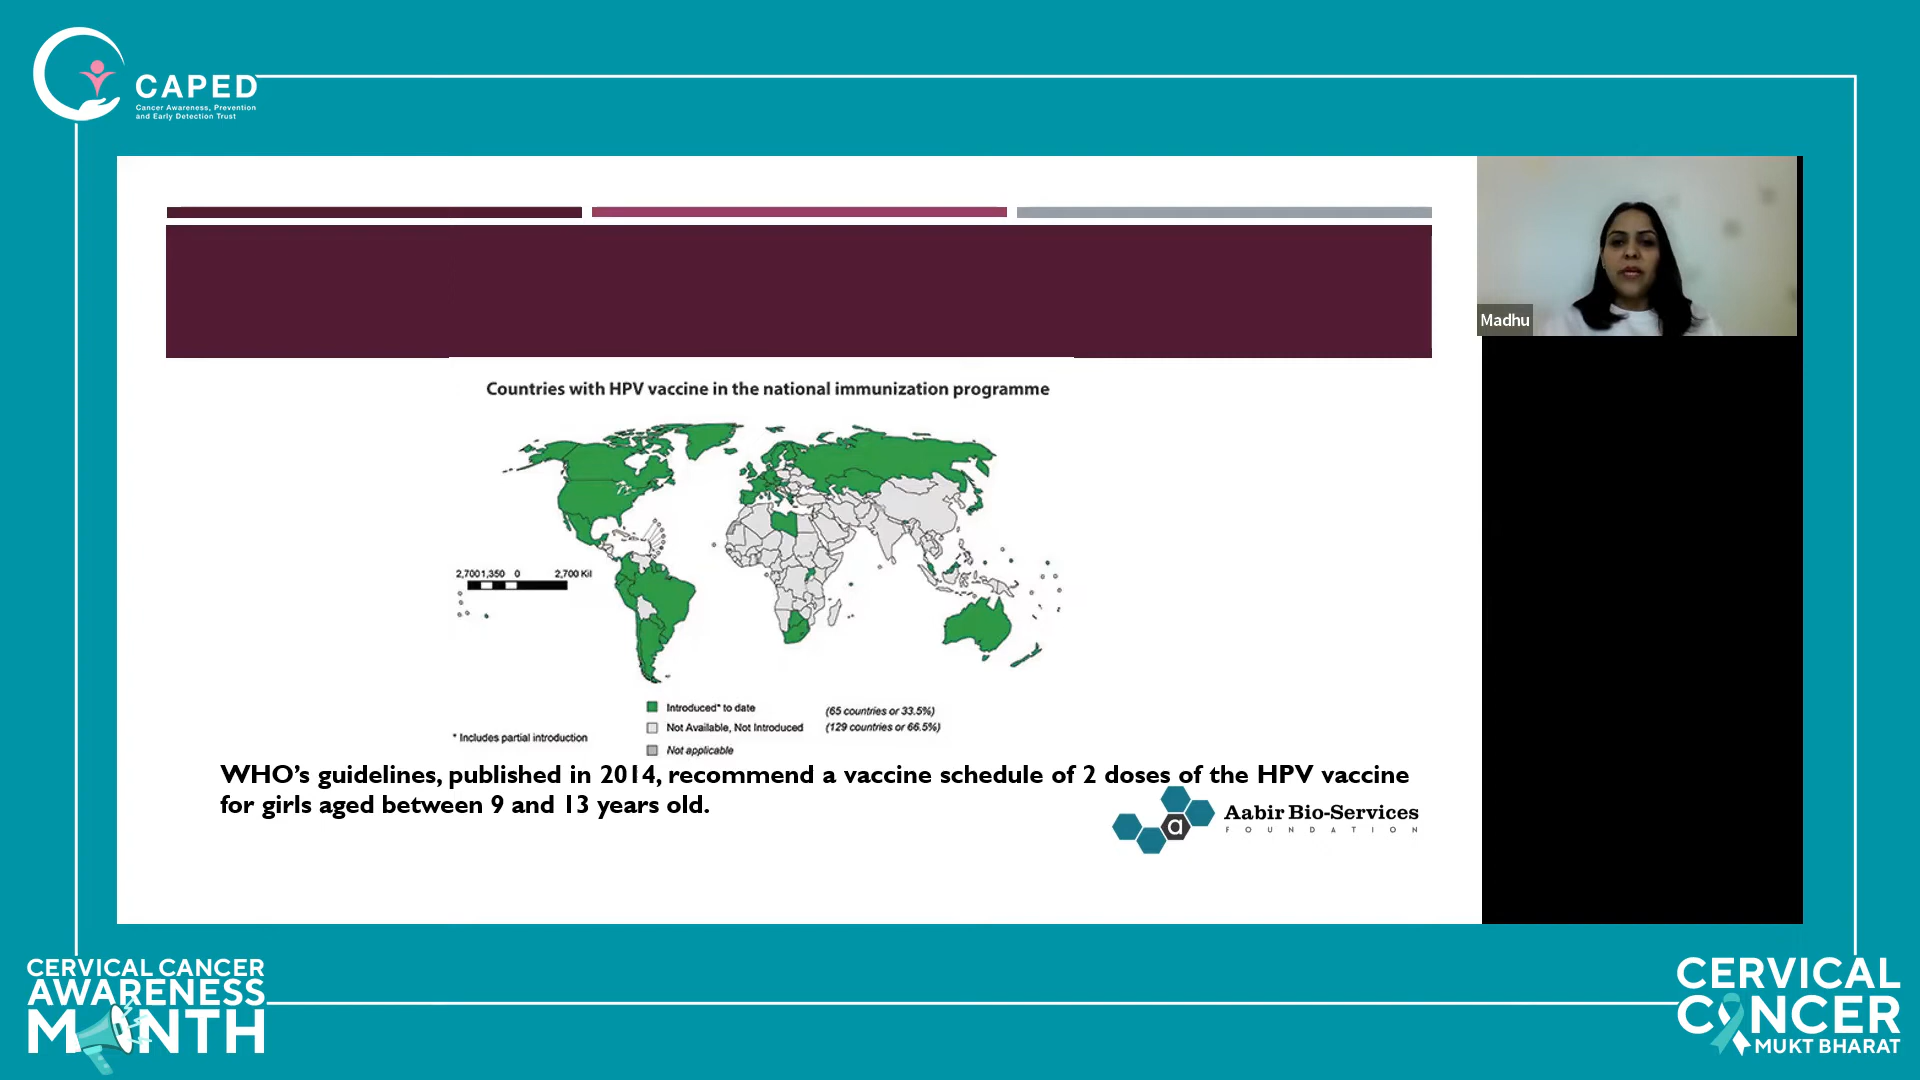 CAPED
Cancer Awareness, Prevention
and Early Detection Trust
Madhu
Countries with HPV vaccine in the national immunization programme
2,7001,350 0 2,700 Kil
Introduced* to date (65 countries or 33.5%)
Not Available, Not Introduced (129 countries or 66.5%)
* Includes partial introduction
Not applicable
WHO's guidelines, published in 2014, recommend a vaccine schedule of 2 doses of the HPV vaccine
for girls aged between 9 and 13 years old.
a
Aabir Bio-Services
FOUNDATION
CERVICAL CANCER
AWARENESS
MONTH
CERVICAL
CANCER
MUKT BHARAT